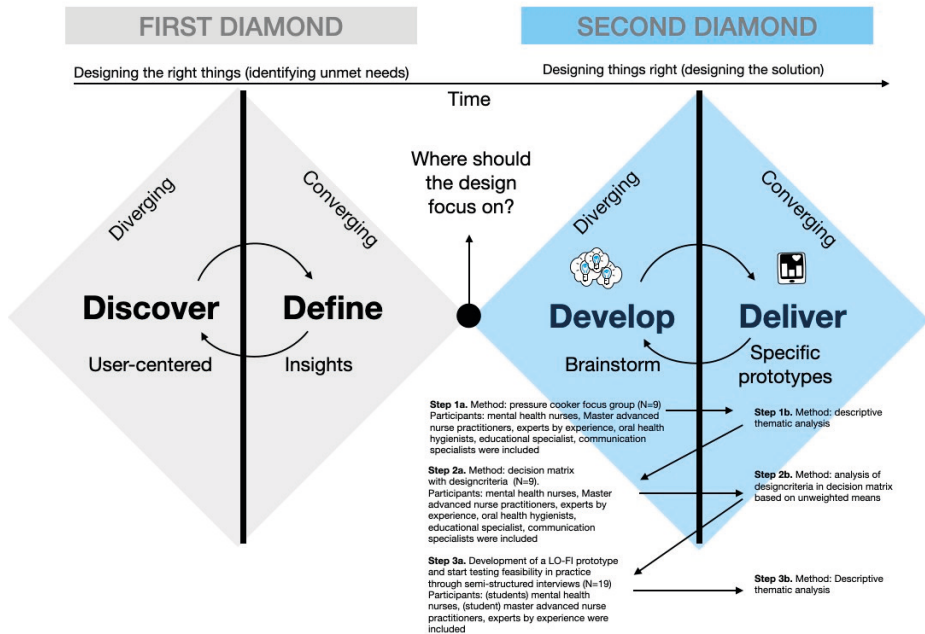 FIRST DIAMOND
SECOND DIAMOND
Designing the right things (identifying unmet needs)
Designing things right (designing the solution)
Time
Where should
the design
focus on?
Diverging
Converging
Diverging
Converging
Discover
Define
Develop
Deliver
User-centered
Insights
Brainstorm
Specific
prototypes
Step 1a. Method: pressure cooker focus group (N=9)
Participants: mental health nurses, Master advanced
nurse practitioners, experts by experience, oral health
hygienists, educational specialist, communication
specialists were included
Step 1b. Method: descriptive
thematic analysis
Step 2a. Method: decision matrix
with designcriteria (N=9).
Participants: mental health nurses, Master
advanced nurse practitioners, experts by
experience, oral health hygienists,
educational specialist, communication
specialists were included
Step 2b. Method: analysis of
designcriteria in decision matrix
based on unweighted means
Step 3a. Development of a LO-FI prototype
and start testing feasibility in practice
through semi-structured interviews (N=19)
Participants: (students) mental health
nurses, (student) master advanced nurse
practitioners, experts by experience were
included
Step 3b. Method: Descriptive
thematic analysis